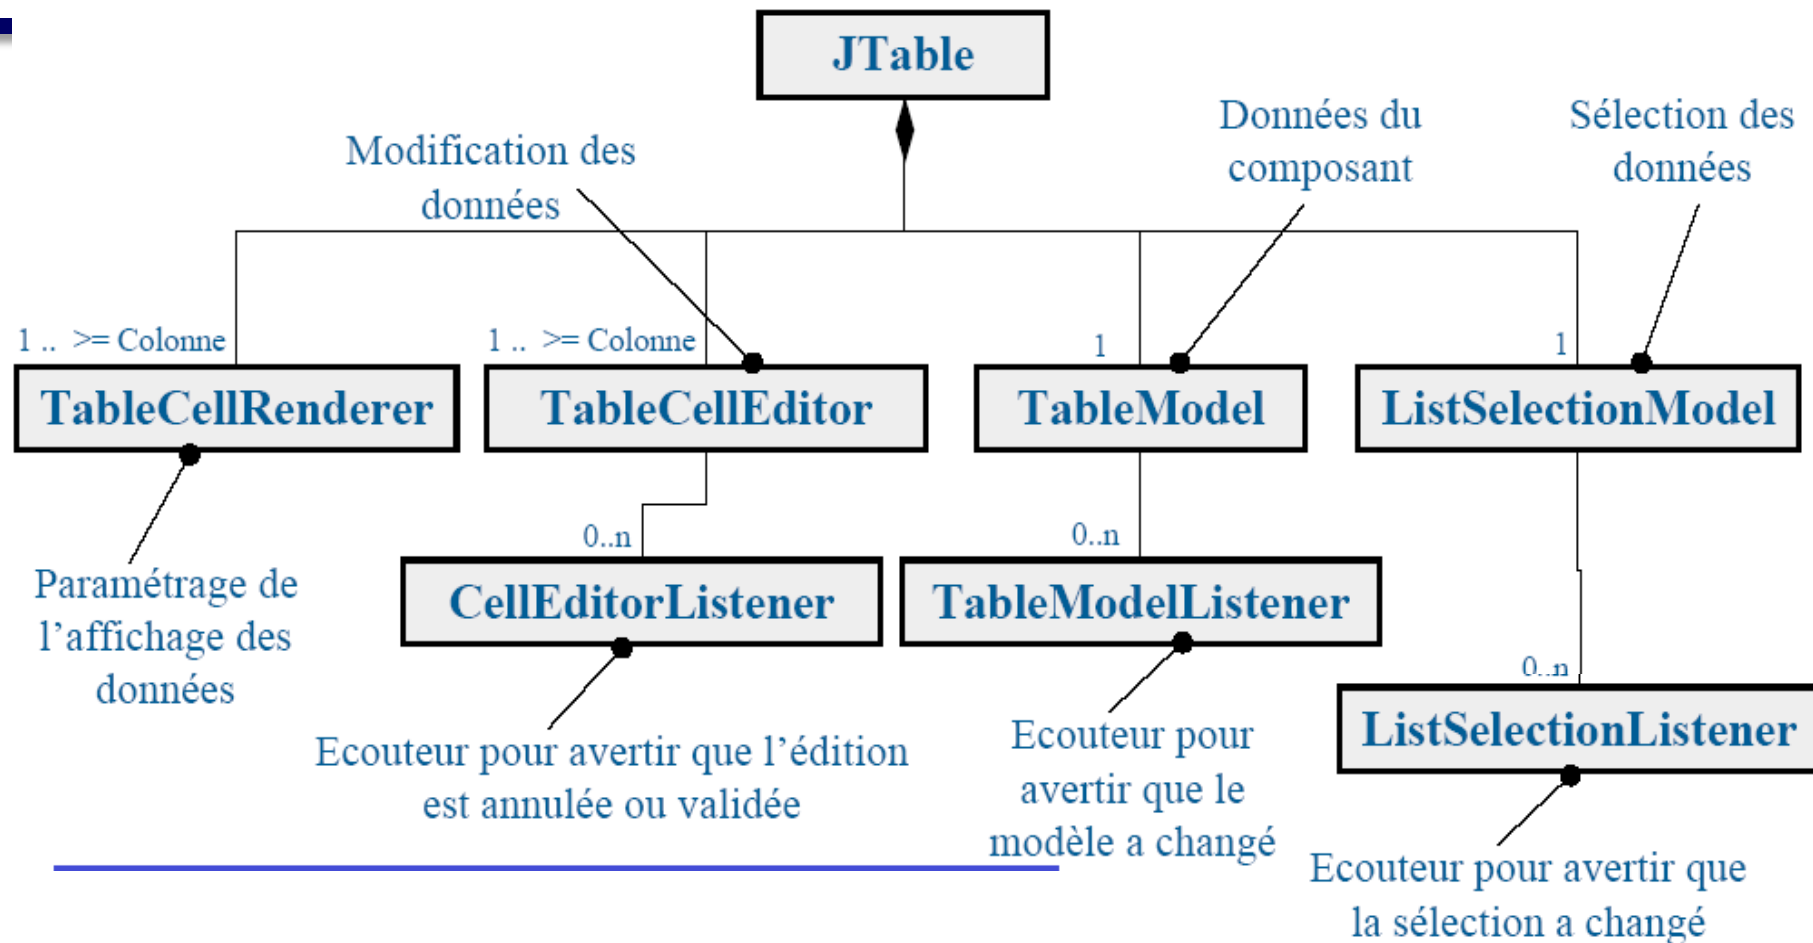 JTable
Modification des
données
Données du
composant
Sélection des
données
1 .. >= Colonne
1 .. >= Colonne
1
1
TableCellRenderer
TableCellEditor
TableModel
ListSelectionModel
0..n
0..n
0..n
CellEditorListener
TableModelListener
ListSelectionListener
Paramétrage de
l’affichage des
données
Ecouteur pour avertir que l’édition
est annulée ou validée
Ecouteur pour
avertir que le
modèle a changé
Ecouteur pour avertir que
la sélection a changé